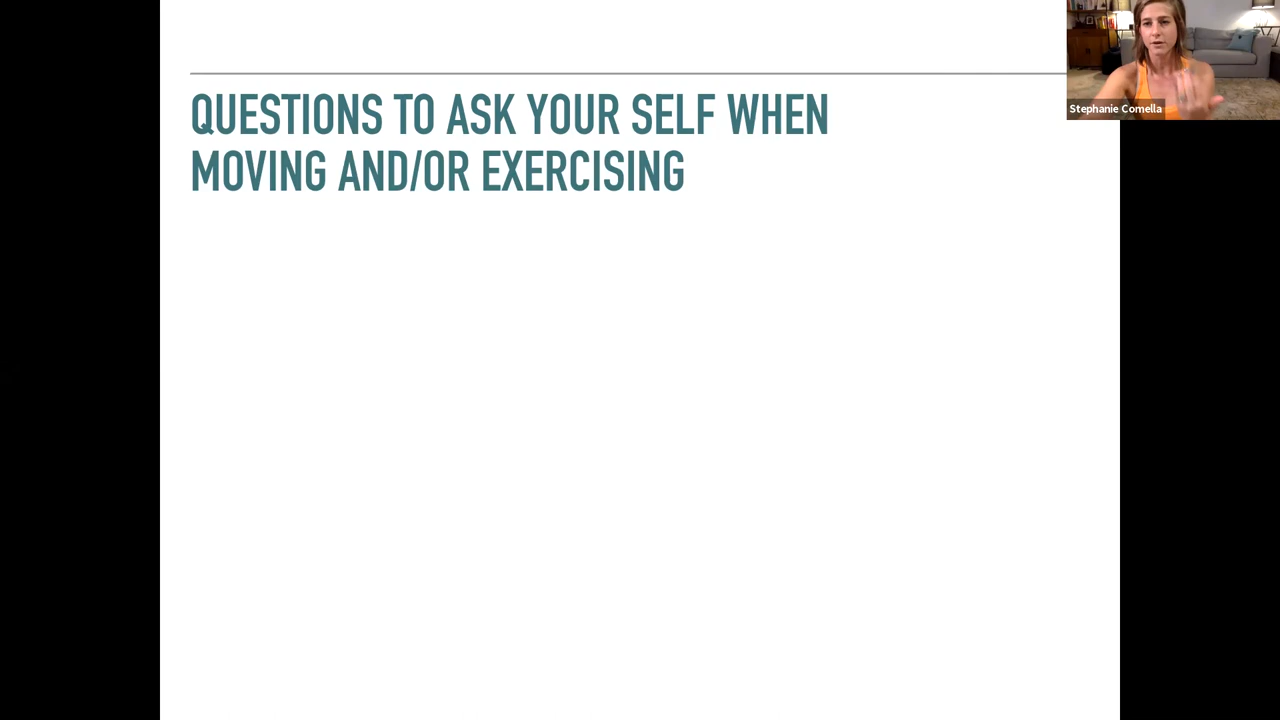 QUESTIONS TO ASK YOUR SELF WHEN
MOVING AND/OR EXERCISING
Stephanie Comella